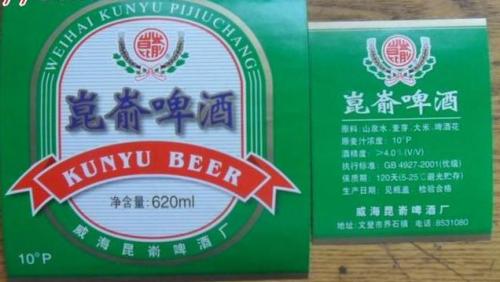 WEIHAI KUNYU PIJIUCHANG
崑嵛
崑嵛啤酒
KUNYU BEER
净含量:620ml
威海昆嵛啤酒厂
10°P
崑嵛
崑嵛啤酒
原料:山泉水、麦芽、大米、啤酒花
原麦汁浓度:10°P
酒精度:>4.0%(V/V)
执行标准:GB 4927-2001(优级)
保质期:120天(5-25℃避光贮存)
生产日期:见瓶盖、检验合格
威海昆嵛啤酒厂
地址:文登市界石镇 电话:8531080